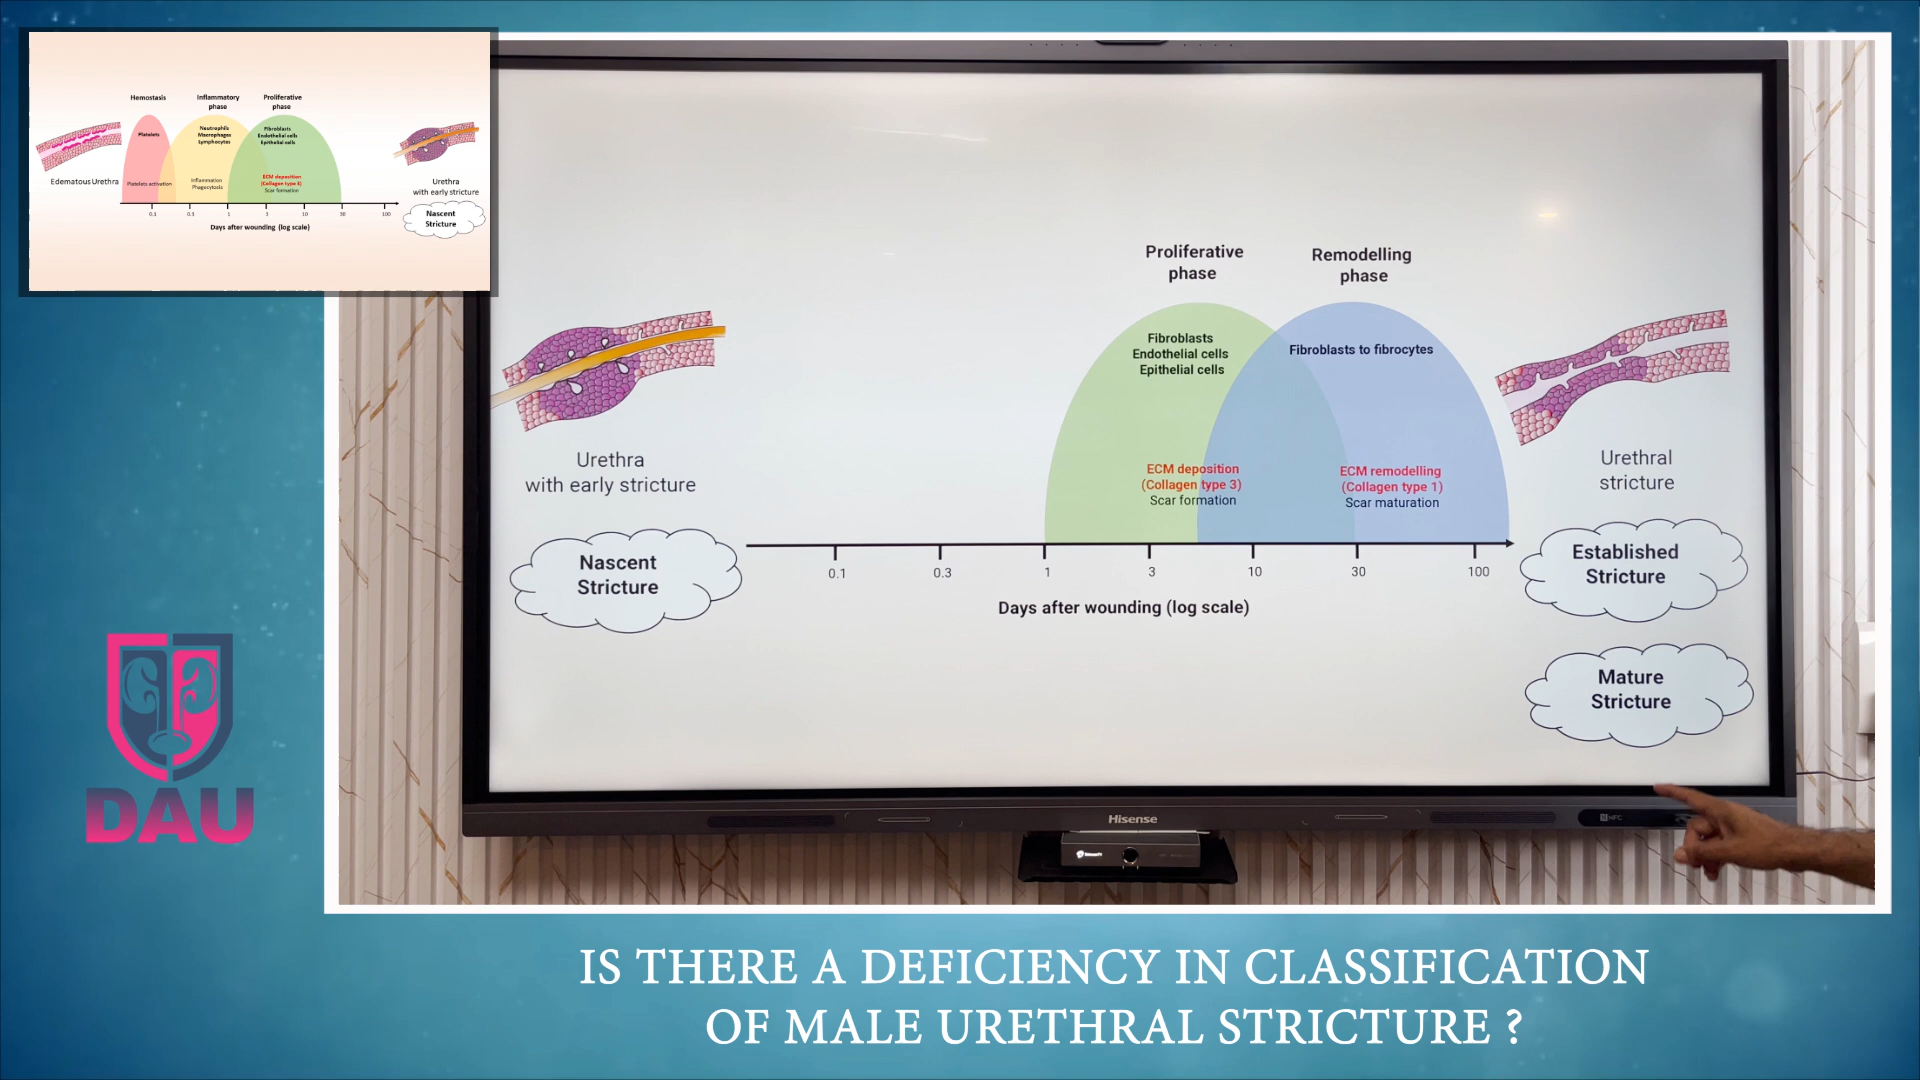 Hemostasis
Inflammatory
phase
Proliferative
phase
Platelets
Neutrophils
Macrophages
Lymphocytes
Fibroblasts
Endothelial cells
Epithelial cells
Edematous Urethra
Platelets activation
Inflammation
Phagocytosis
ECM deposition
(Collagen type 3)
Scar formation
Urethra
with early stricture
Nascent
Stricture
0.1 0.3 1 3 10 30 100
Days after wounding (log scale)
Proliferative
phase
Remodelling
phase
Fibroblasts
Endothelial cells
Epithelial cells
Fibroblasts to fibrocytes
Urethra
with early stricture
ECM deposition
(Collagen type 3)
Scar formation
ECM remodelling
(Collagen type 1)
Scar maturation
Urethral
stricture
Nascent
Stricture
Established
Stricture
0.1 0.3 1 3 10 30 100
Days after wounding (log scale)
Mature
Stricture
Hisense
NFC
DAU
IS THERE A DEFICIENCY IN CLASSIFICATION
OF MALE URETHRAL STRICTURE ?